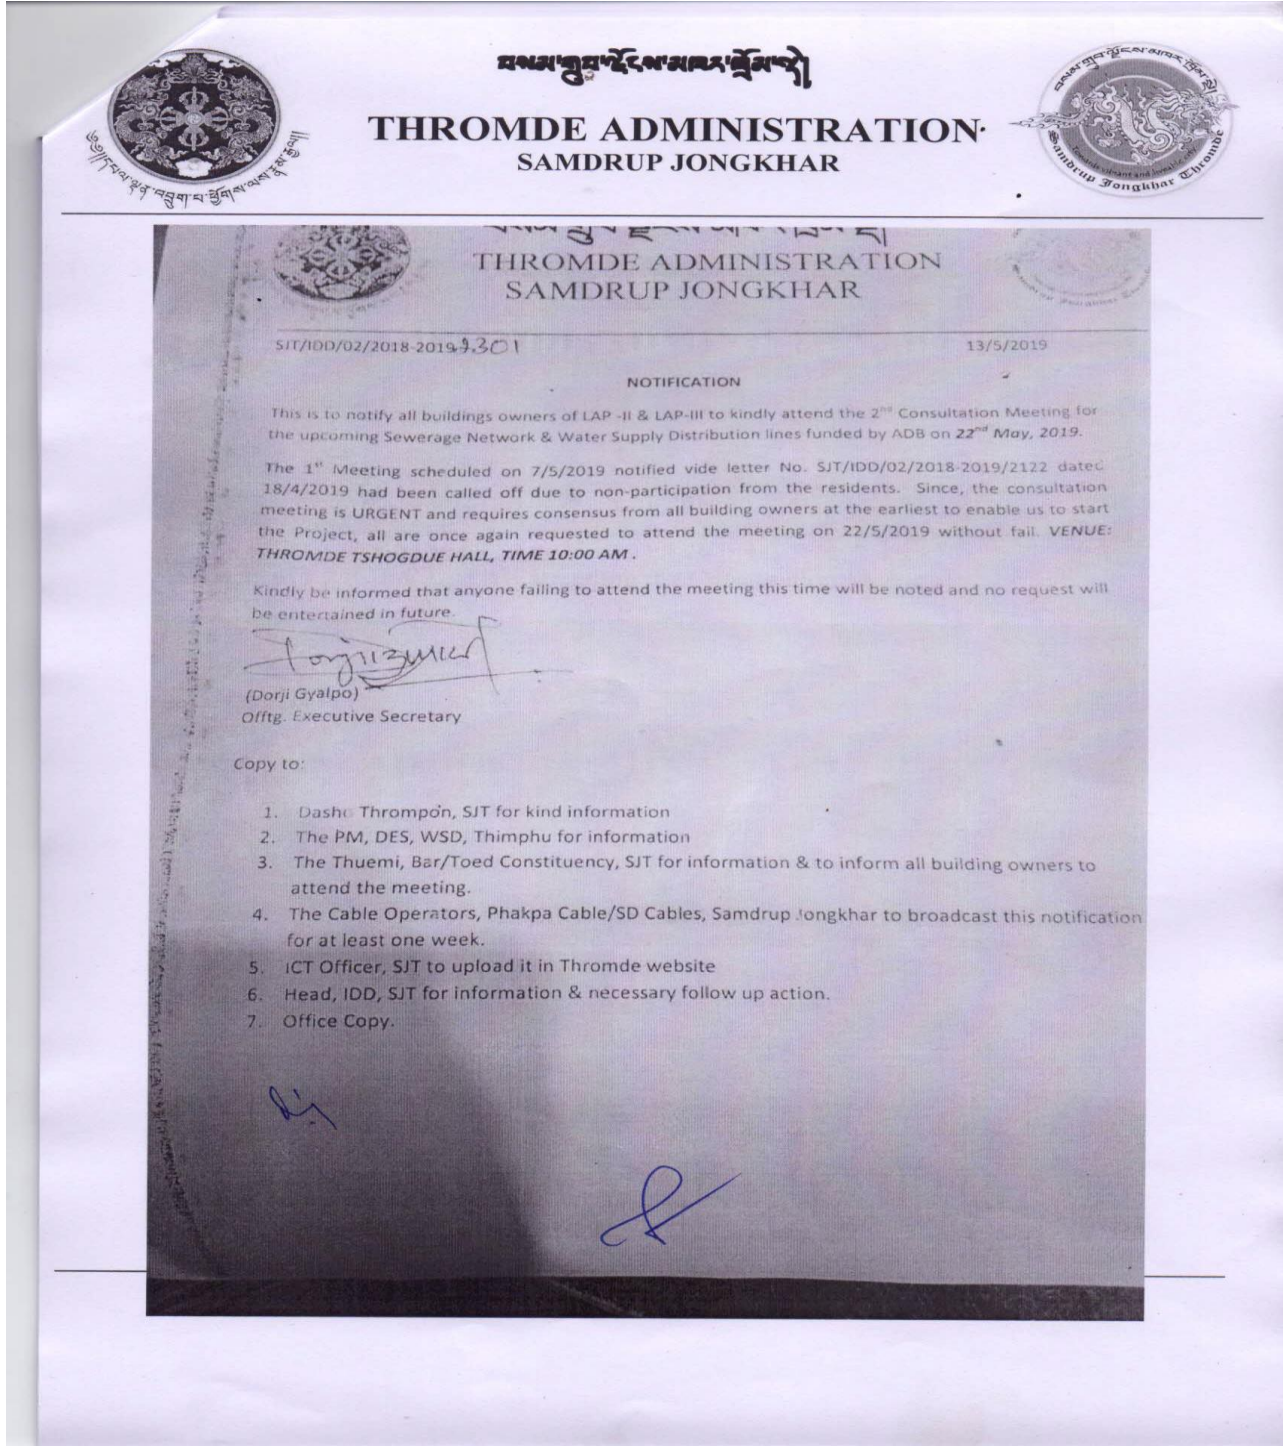 བསམ་གྲུབ་ལྗོངས་མཁར་ཁྲོམ་སྡེ།
THROMDE ADMINISTRATION
SAMDRUP JONGKHAR
Samdrup Jongkhar Thromde
THROMDE ADMINISTRATION
SAMDRUP JONGKHAR
SJT/IDD/02/2018-2019
13/5/2019
NOTIFICATION
This is to notify all buildings owners of LAP -II & LAP-III to kindly attend the 2nd Consultation Meeting for
the upcoming Sewerage Network & Water Supply Distribution lines funded by ADB on 22nd May, 2019.
The 1st Meeting scheduled on 7/5/2019 notified vide letter No. SJT/IDD/02/2018-2019/2122 dated
18/4/2019 had been called off due to non-participation from the residents. Since, the consultation
meeting is URGENT and requires consensus from all building owners at the earliest to enable us to start
the Project, all are once again requested to attend the meeting on 22/5/2019 without fail. VENUE:
THROMDE TSHOGDUE HALL, TIME 10:00 AM .
Kindly be informed that anyone failing to attend the meeting this time will be noted and no request will
be entertained in future.
(Dorji Gyalpo)
Offtg. Executive Secretary
Copy to:
1. Dasho Thrompon, SJT for kind information
2. The PM, DES, WSD, Thimphu for information
3. The Thuemi, Bar/Toed Constituency, SJT for information & to inform all building owners to
attend the meeting.
4. The Cable Operators, Phakpa Cable/SD Cables, Samdrup Jongkhar to broadcast this notification
for at least one week.
5. ICT Officer, SJT to upload it in Thromde website
6. Head, IDD, SJT for information & necessary follow up action.
7. Office Copy.